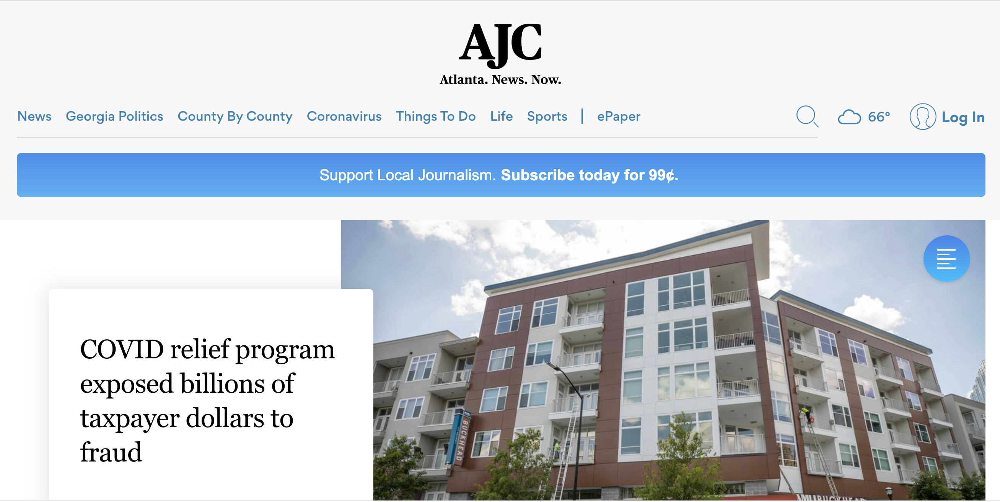 AJC
Atlanta. News. Now.
News Georgia Politics County By County Coronavirus Things To Do Life Sports | ePaper 66° Log In
Support Local Journalism. Subscribe today for 99¢.
COVID relief program
exposed billions of
taxpayer dollars to
fraud
BUCKHEAD